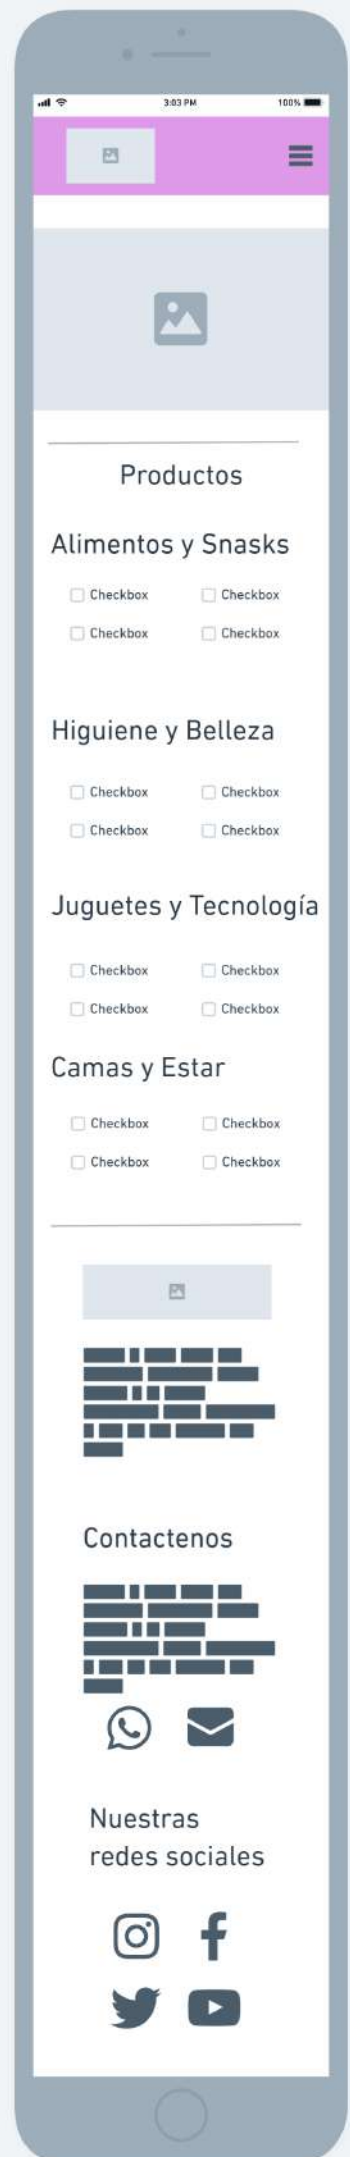 3:03 PM 100%
Productos
Alimentos y Snasks
Checkbox Checkbox
Checkbox Checkbox
Higuiene y Belleza
Checkbox Checkbox
Checkbox Checkbox
Juguetes y Tecnología
Checkbox Checkbox
Checkbox Checkbox
Camas y Estar
Checkbox Checkbox
Checkbox Checkbox
Contactenos
Nuestras
redes sociales